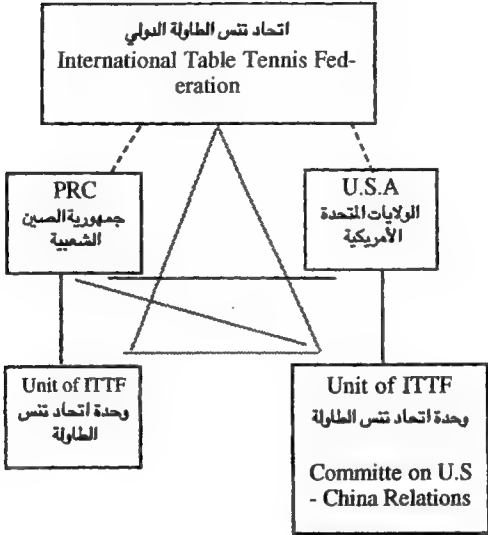 اتحاد تنس الطاولة الدولي
International Table Tennis Fed-
eration
PRC
جمهورية الصين
الشعبية
U.S.A
الولايات المتحدة
الأمريكية
Unit of ITTF
وحدة اتحاد تنس
الطاولة
Unit of ITTF
وحدة اتحاد تنس الطاولة
Committe on U.S
- China Relations